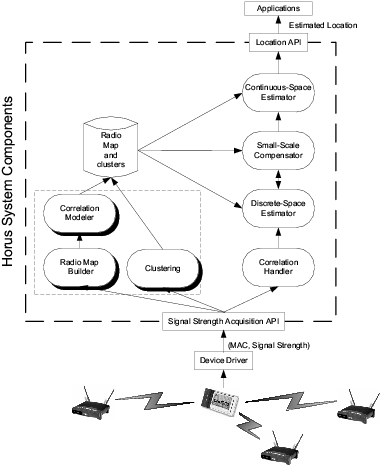 Applications
Estimated Location
Location API
Horus System Components
Continuous-Space
Estimator
Radio
Map
and
clusters
Small-Scale
Compensator
Correlation
Modeler
Discrete-Space
Estimator
Radio Map
Builder
Clustering
Correlation
Handler
Signal Strength Acquisition API
(MAC, Signal Strength)
Device Driver